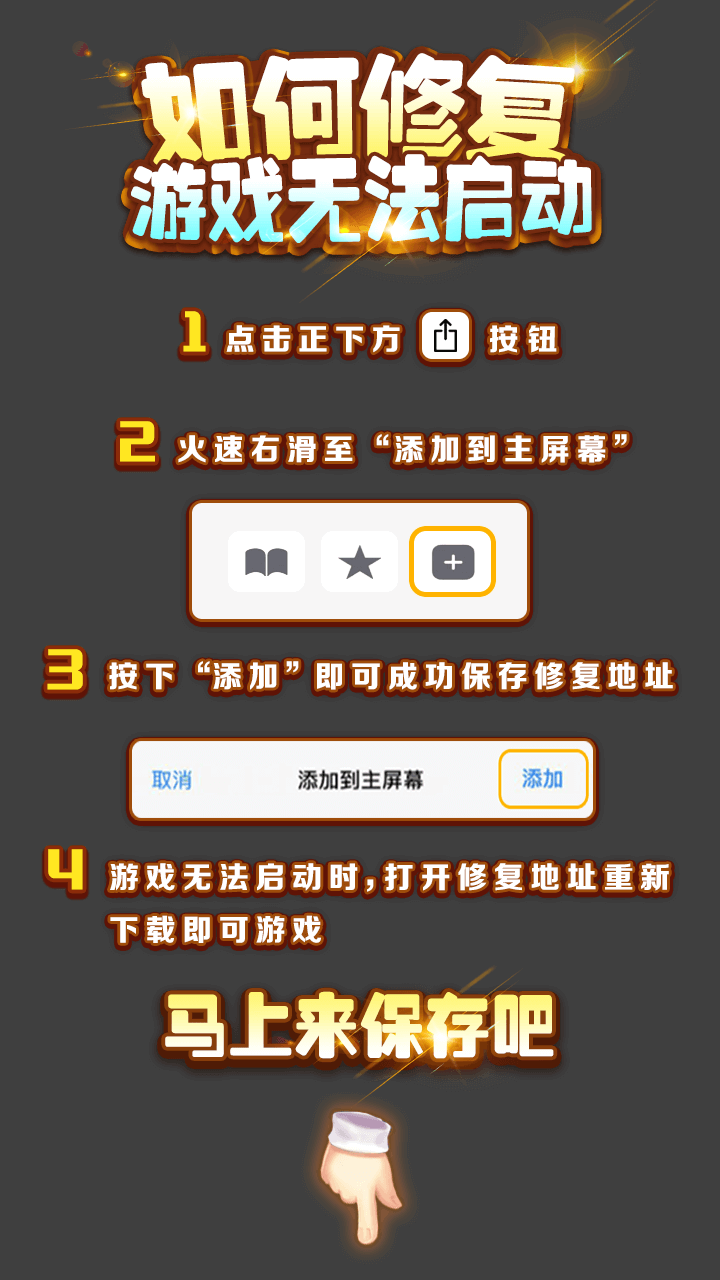 如何修复
游戏无法启动
1 点击正下方 按钮
2 火速右滑至“添加到主屏幕”
3 按下“添加”即可成功保存修复地址
取消 添加到主屏幕 添加
4 游戏无法启动时,打开修复地址重新
下载即可游戏
马上来保存吧